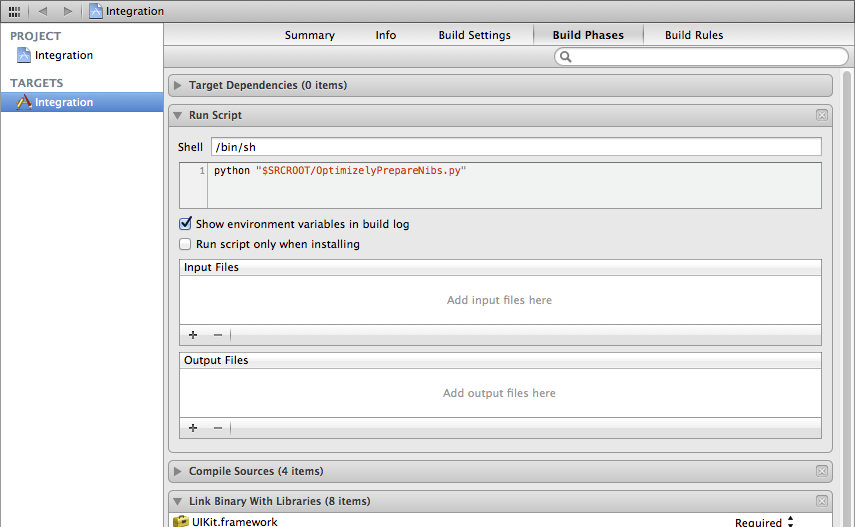 Integration
PROJECT
Integration
TARGETS
Integration
Summary Info Build Settings Build Phases Build Rules
Target Dependencies (0 items)
Run Script
Shell /bin/sh
1 python "$SRCROOT/OptimizelyPrepareNibs.py"
Show environment variables in build log
Run script only when installing
Input Files
Add input files here
Output Files
Add output files here
Compile Sources (4 items)
Link Binary With Libraries (8 items)
UIKit.framework Required